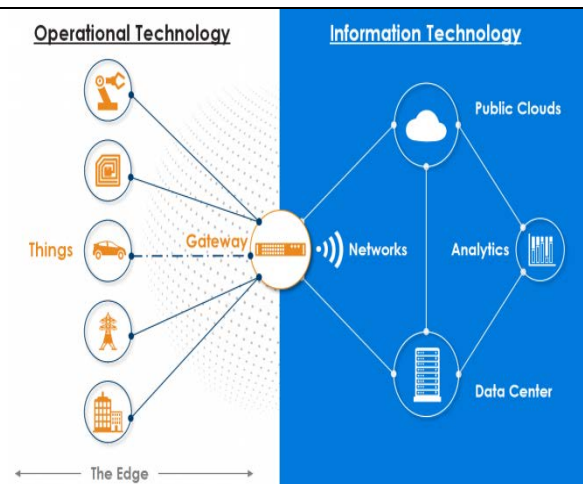 Operational Technology
Information Technology
Public Clouds
Things
Gateway
Networks
Analytics
Data Center
The Edge